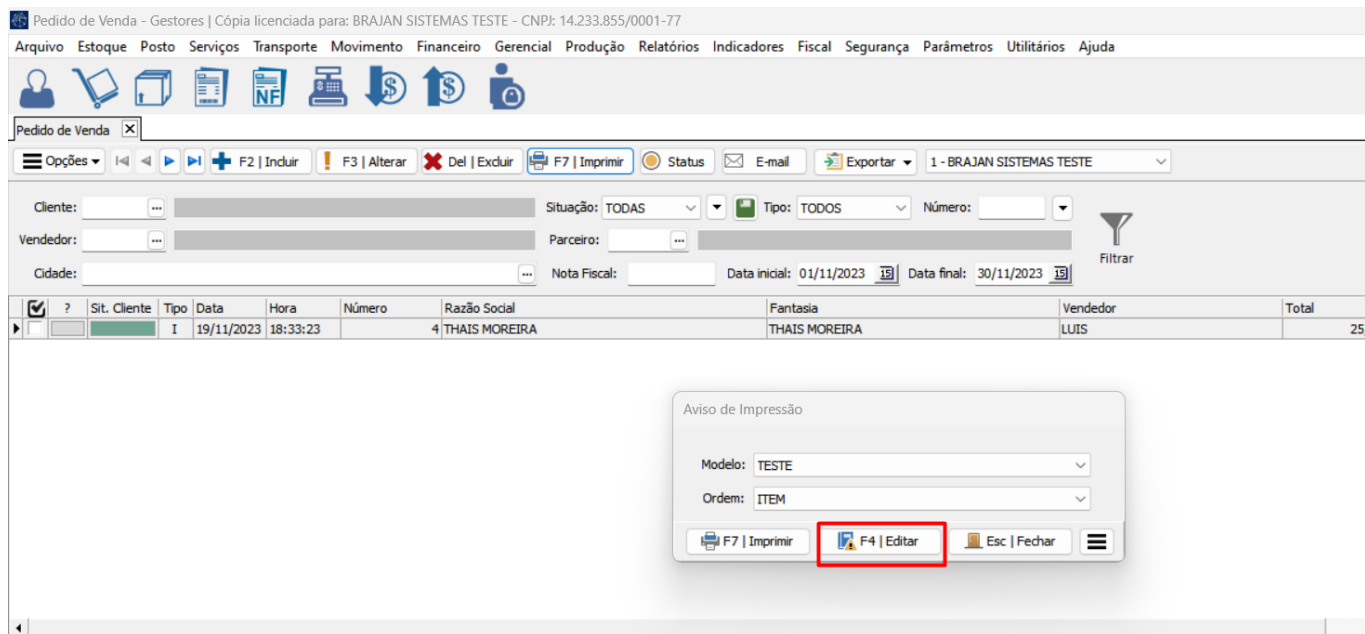 Pedido de Venda - Gestores | Cópia licenciada para: BRAJAN SISTEMAS TESTE - CNPJ: 14.233.855/0001-77
Arquivo Estoque Posto Serviços Transporte Movimento Financeiro Gerencial Produção Relatórios Indicadores Fiscal Segurança Parâmetros Utilitários Ajuda
NF
Pedido de Venda
Opções F2 | Incluir F3 | Alterar Del | Excluir F7 | Imprimir Status E-mail Exportar 1 - BRAJAN SISTEMAS TESTE
Cliente: ... Situação: TODAS Tipo: TODOS Número:
Vendedor: ... Parceiro: ...
Filtrar
Cidade: ... Nota Fiscal: Data inicial: 01/11/2023 15 Data final: 30/11/2023 15
? Sit. Cliente Tipo Data Hora Número Razão Social Fantasia Vendedor Total
I 19/11/2023 18:33:23 4 THAIS MOREIRA THAIS MOREIRA LUIS 25,
Aviso de Impressão
Modelo: TESTE
Ordem: ITEM
F7 | Imprimir F4 | Editar Esc | Fechar